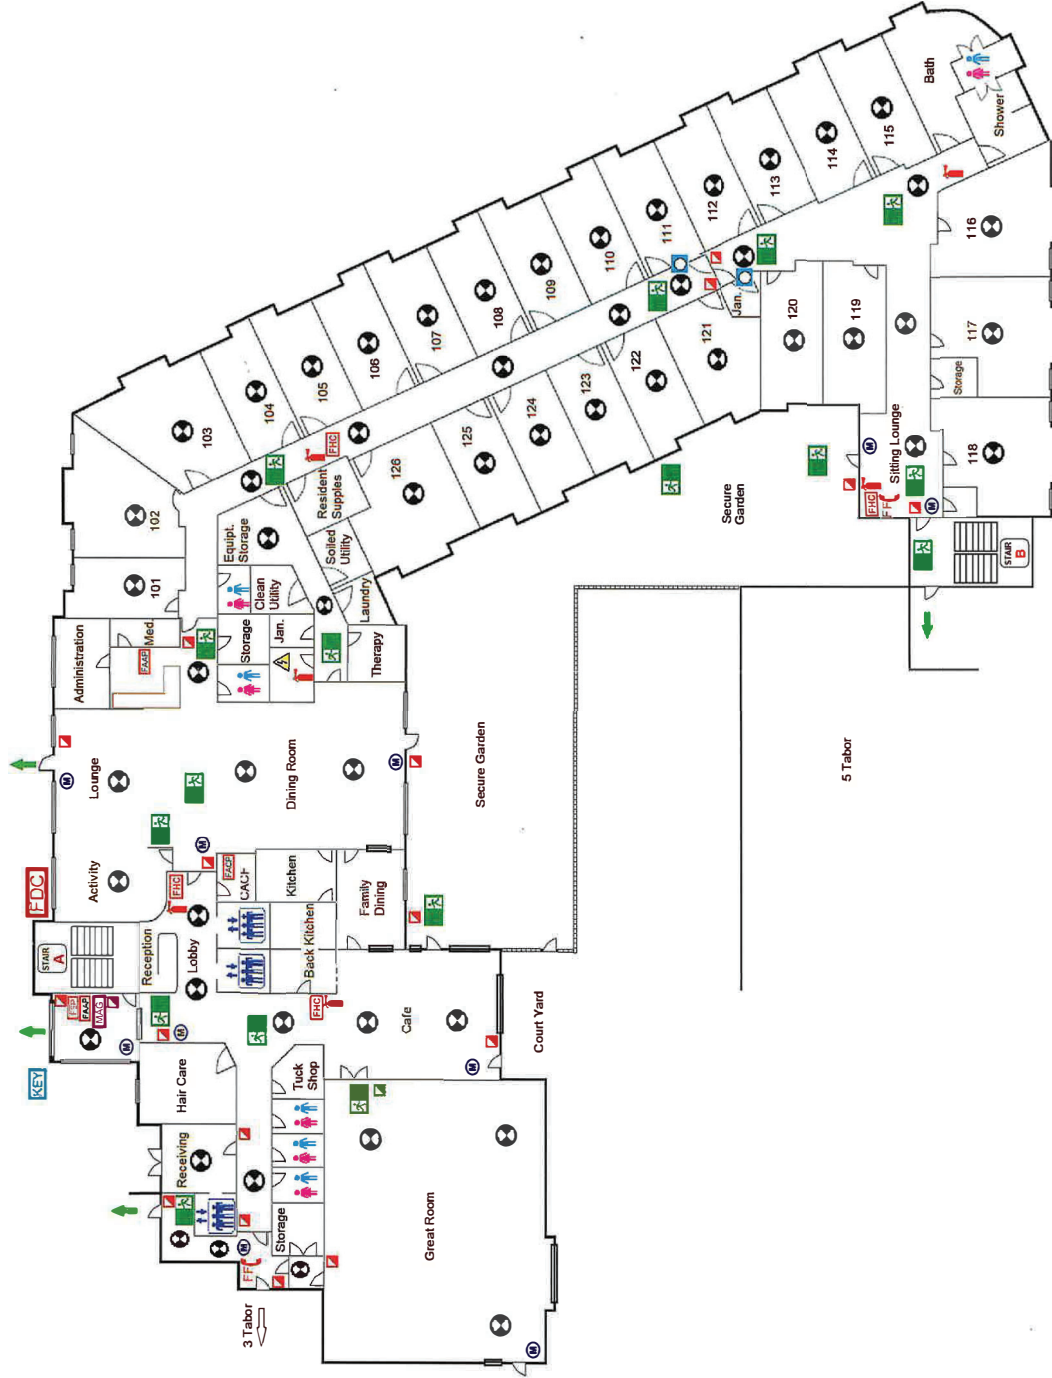 Bath
Shower
115
114
113
112
111
110
109
108
107
106
105
104
103
102
101
116
117
Storage
118
119
120
Jan.
121
122
123
124
125
126
Sitting Lounge
M
FHC
M
STAIR
B
Secure
Garden
FHC
Resident
Supples
Equipt.
Storage
Soiled
Utility
Clean
Utility
Laundry
Therapy
Storage
Jan.
Med.
FAAP
Administration
Lounge
M
Dining Room
M
Secure Garden
5 Tabor
Activity
M
FDC
FHC
FACP
CACF
Kitchen
Family
Dining
Back Kitchen
Reception
Lobby
STAIR
A
FAAP
MAG
M
M
KEY
FHC
Cafe
M
Court Yard
Hair Care
Tuck
Shop
Receiving
M
Storage
Great Room
M
3 Tabor